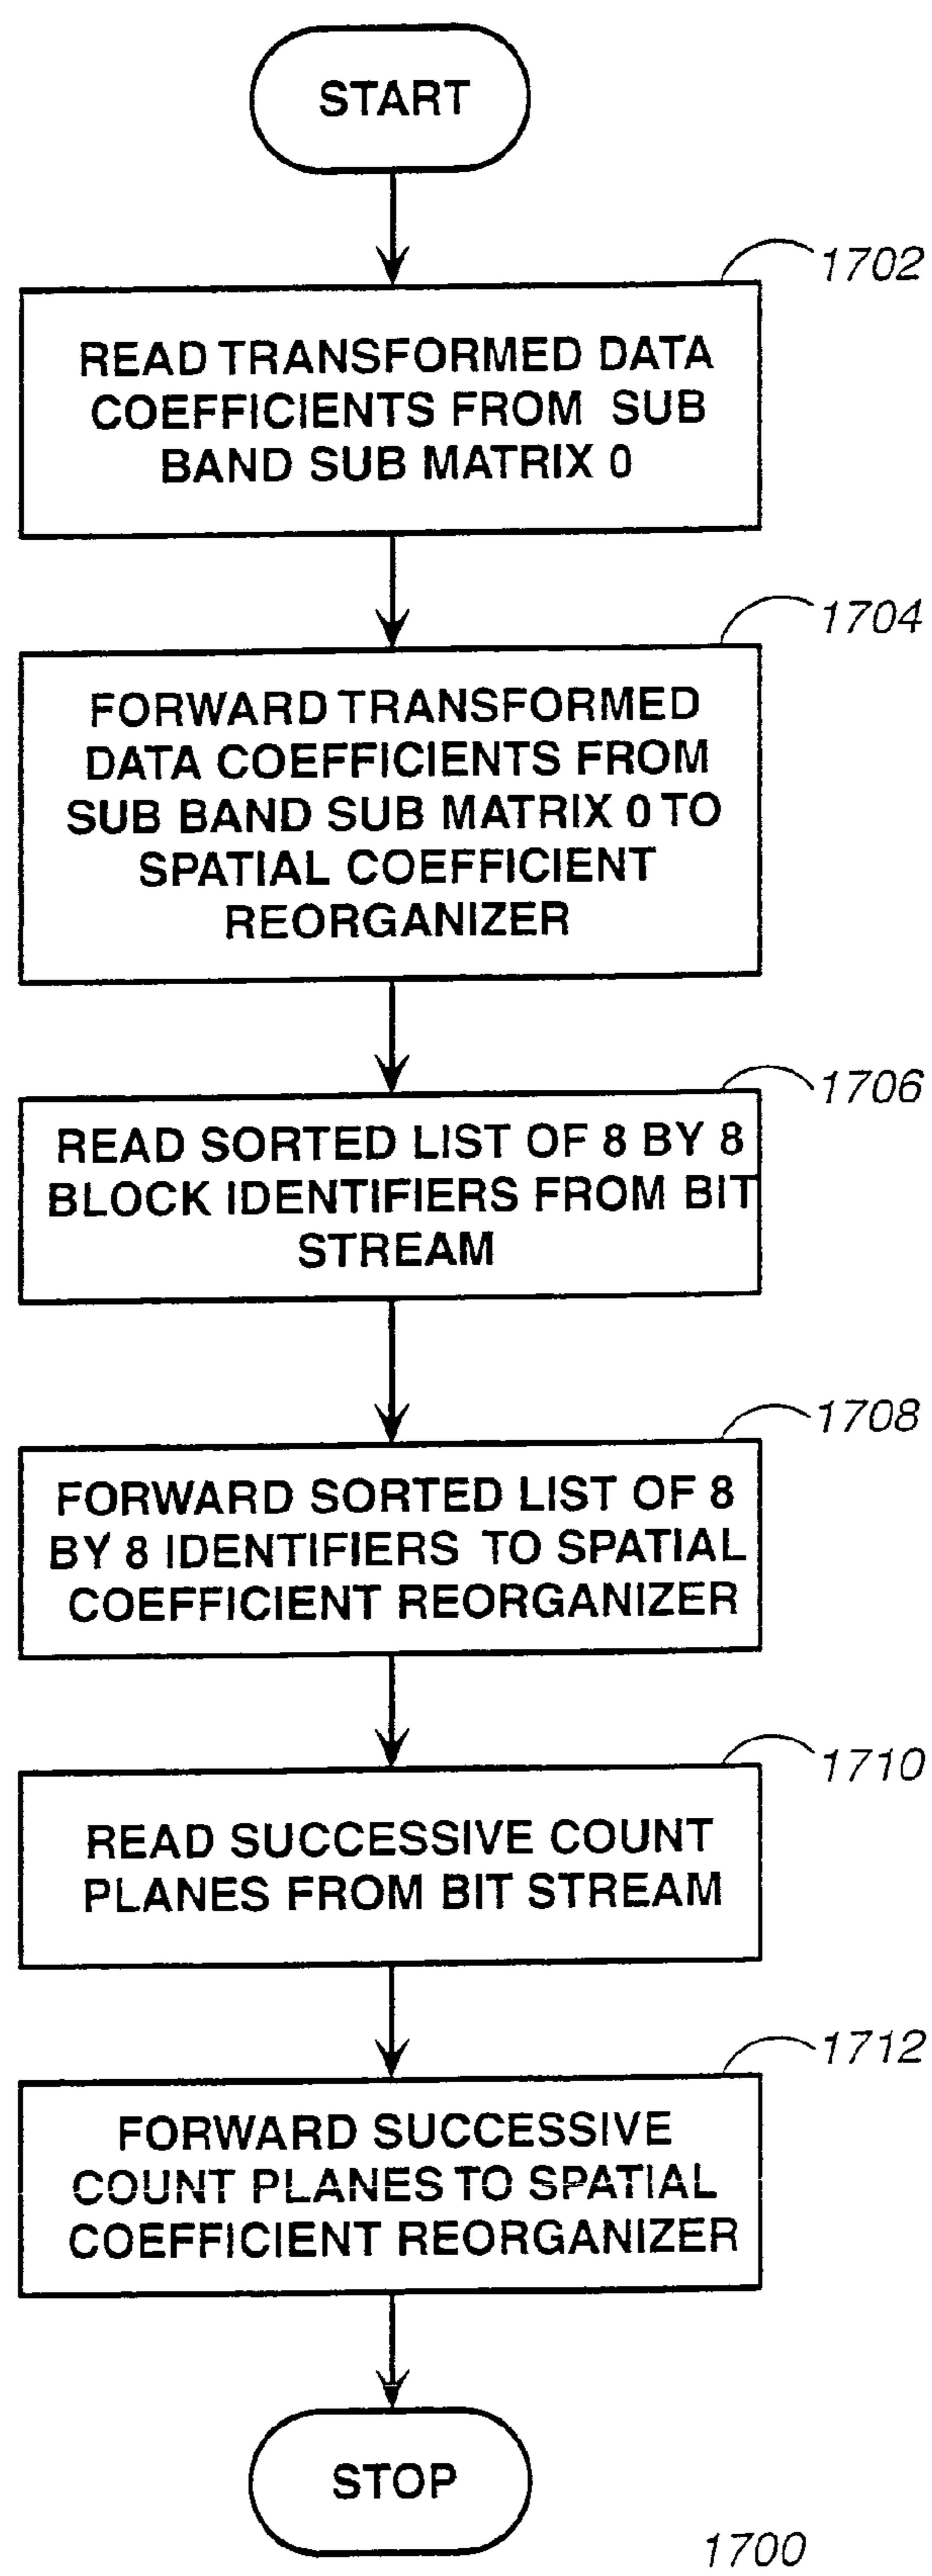 START
1702
READ TRANSFORMED DATA
COEFFICIENTS FROM SUB
BAND SUB MATRIX 0
1704
FORWARD TRANSFORMED
DATA COEFFICIENTS FROM
SUB BAND SUB MATRIX 0 TO
SPATIAL COEFFICIENT
REORGANIZER
1706
READ SORTED LIST OF 8 BY 8
BLOCK IDENTIFIERS FROM BIT
STREAM
1708
FORWARD SORTED LIST OF 8
BY 8 IDENTIFIERS TO SPATIAL
COEFFICIENT REORGANIZER
1710
READ SUCCESSIVE COUNT
PLANES FROM BIT STREAM
1712
FORWARD SUCCESSIVE
COUNT PLANES TO SPATIAL
COEFFICIENT REORGANIZER
STOP
1700